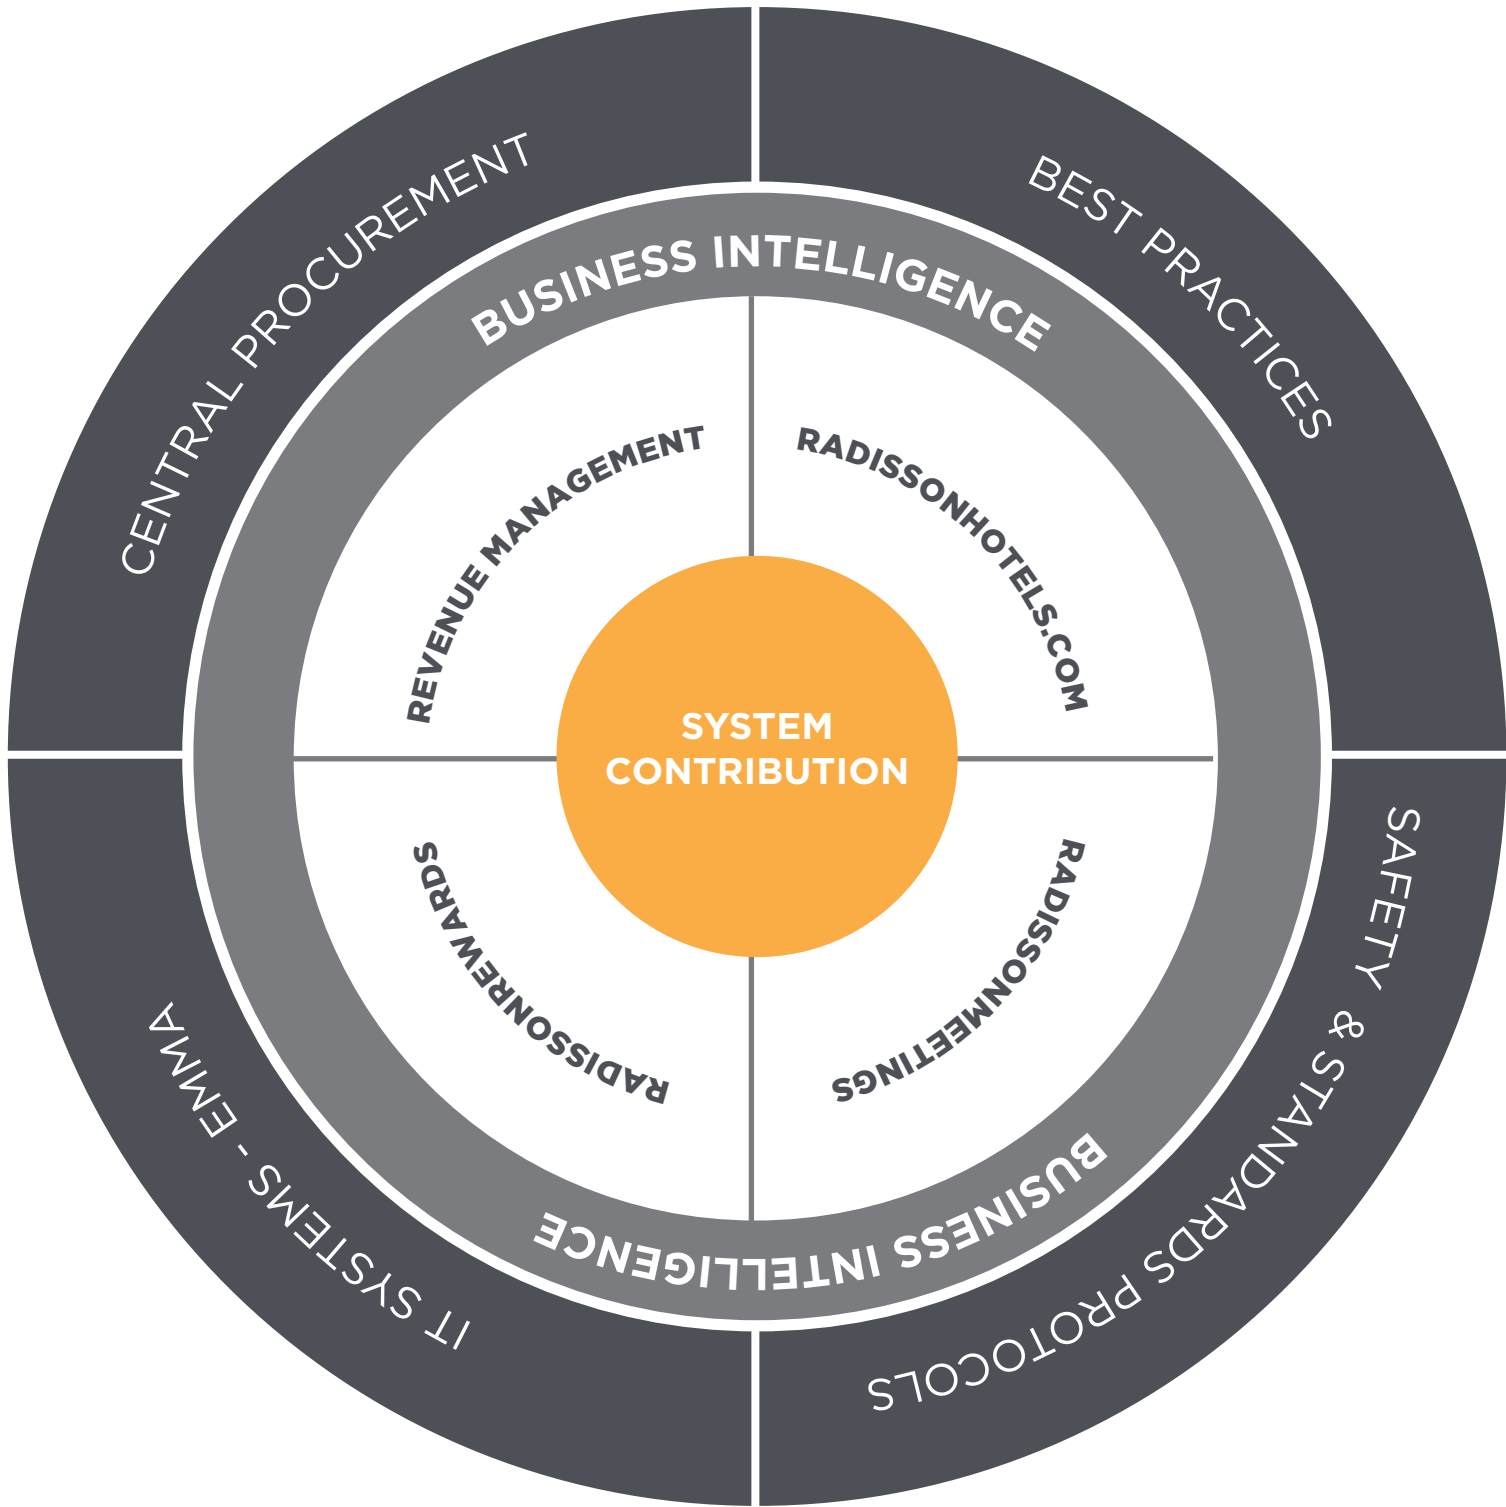 CENTRAL PROCUREMENT
BEST PRACTICES
BUSINESS INTELLIGENCE
REVENUE MANAGEMENT
RADISSONHOTELS.COM
SYSTEM
CONTRIBUTION
RADISSONREWARDS
RADISSONMEETINGS
BUSINESS INTELLIGENCE
IT SYSTEMS - EMMA
SAFETY & STANDARDS PROTOCOLS